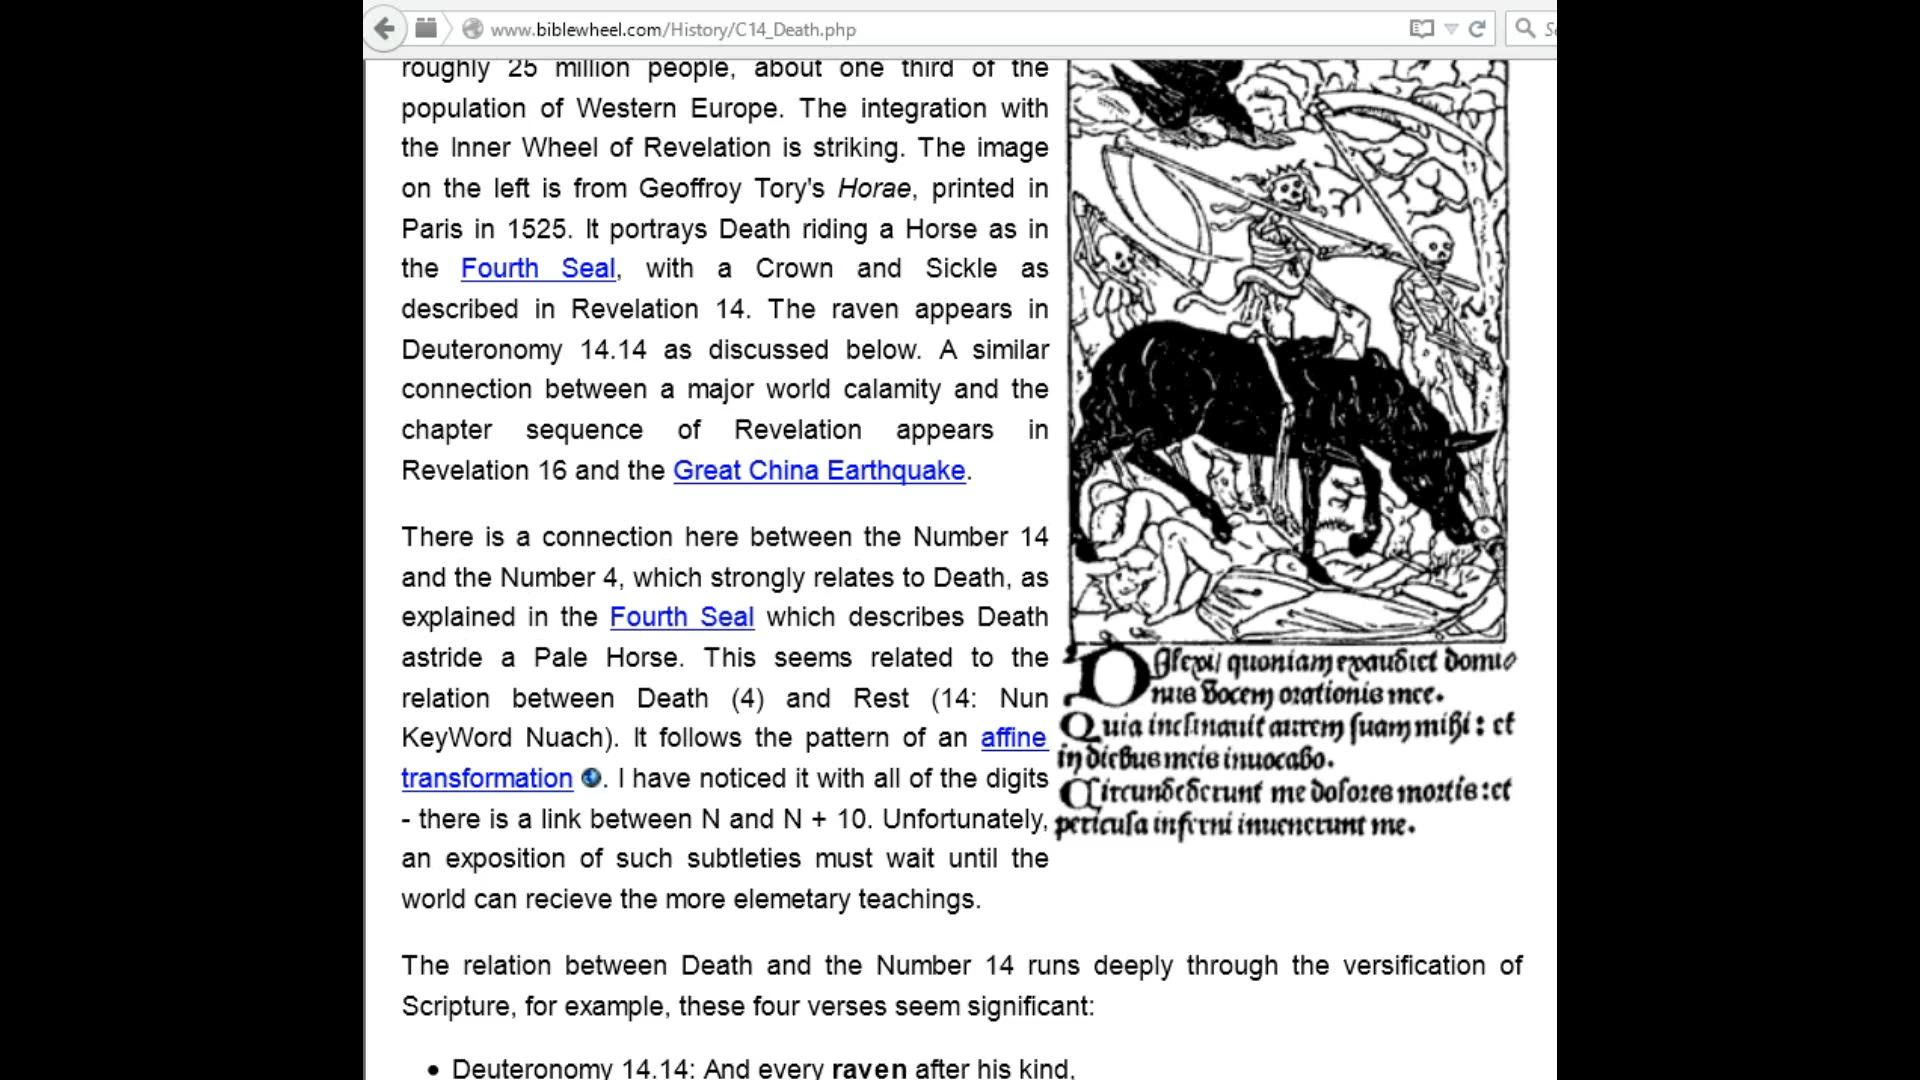 www.biblewheel.com/History/C14_Death.php
roughly 25 million people, about one third of the
population of Western Europe. The integration with
the Inner Wheel of Revelation is striking. The image
on the left is from Geoffroy Tory's Horae, printed in
Paris in 1525. It portrays Death riding a Horse as in
the Fourth Seal, with a Crown and Sickle as
described in Revelation 14. The raven appears in
Deuteronomy 14.14 as discussed below. A similar
connection between a major world calamity and the
chapter sequence of Revelation appears in
Revelation 16 and the Great China Earthquake.
There is a connection here between the Number 14
and the Number 4, which strongly relates to Death, as
explained in the Fourth Seal which describes Death
astride a Pale Horse. This seems related to the
relation between Death (4) and Rest (14: Nun
KeyWord Nuach). It follows the pattern of an affine
transformation. I have noticed it with all of the digits
- there is a link between N and N + 10. Unfortunately,
an exposition of such subtleties must wait until the
world can recieve the more elemetary teachings.
Dilexi/ quoniam exaudiet domi
nus vocem orationis mee.
Quia inclinauit aurem suam mihi: et
in diebus meis inuocabo.
Circundederunt me dolores mortis: et
pericula inferni inuenerunt me.
The relation between Death and the Number 14 runs deeply through the versification of
Scripture, for example, these four verses seem significant:
• Deuteronomy 14.14: And every raven after his kind,